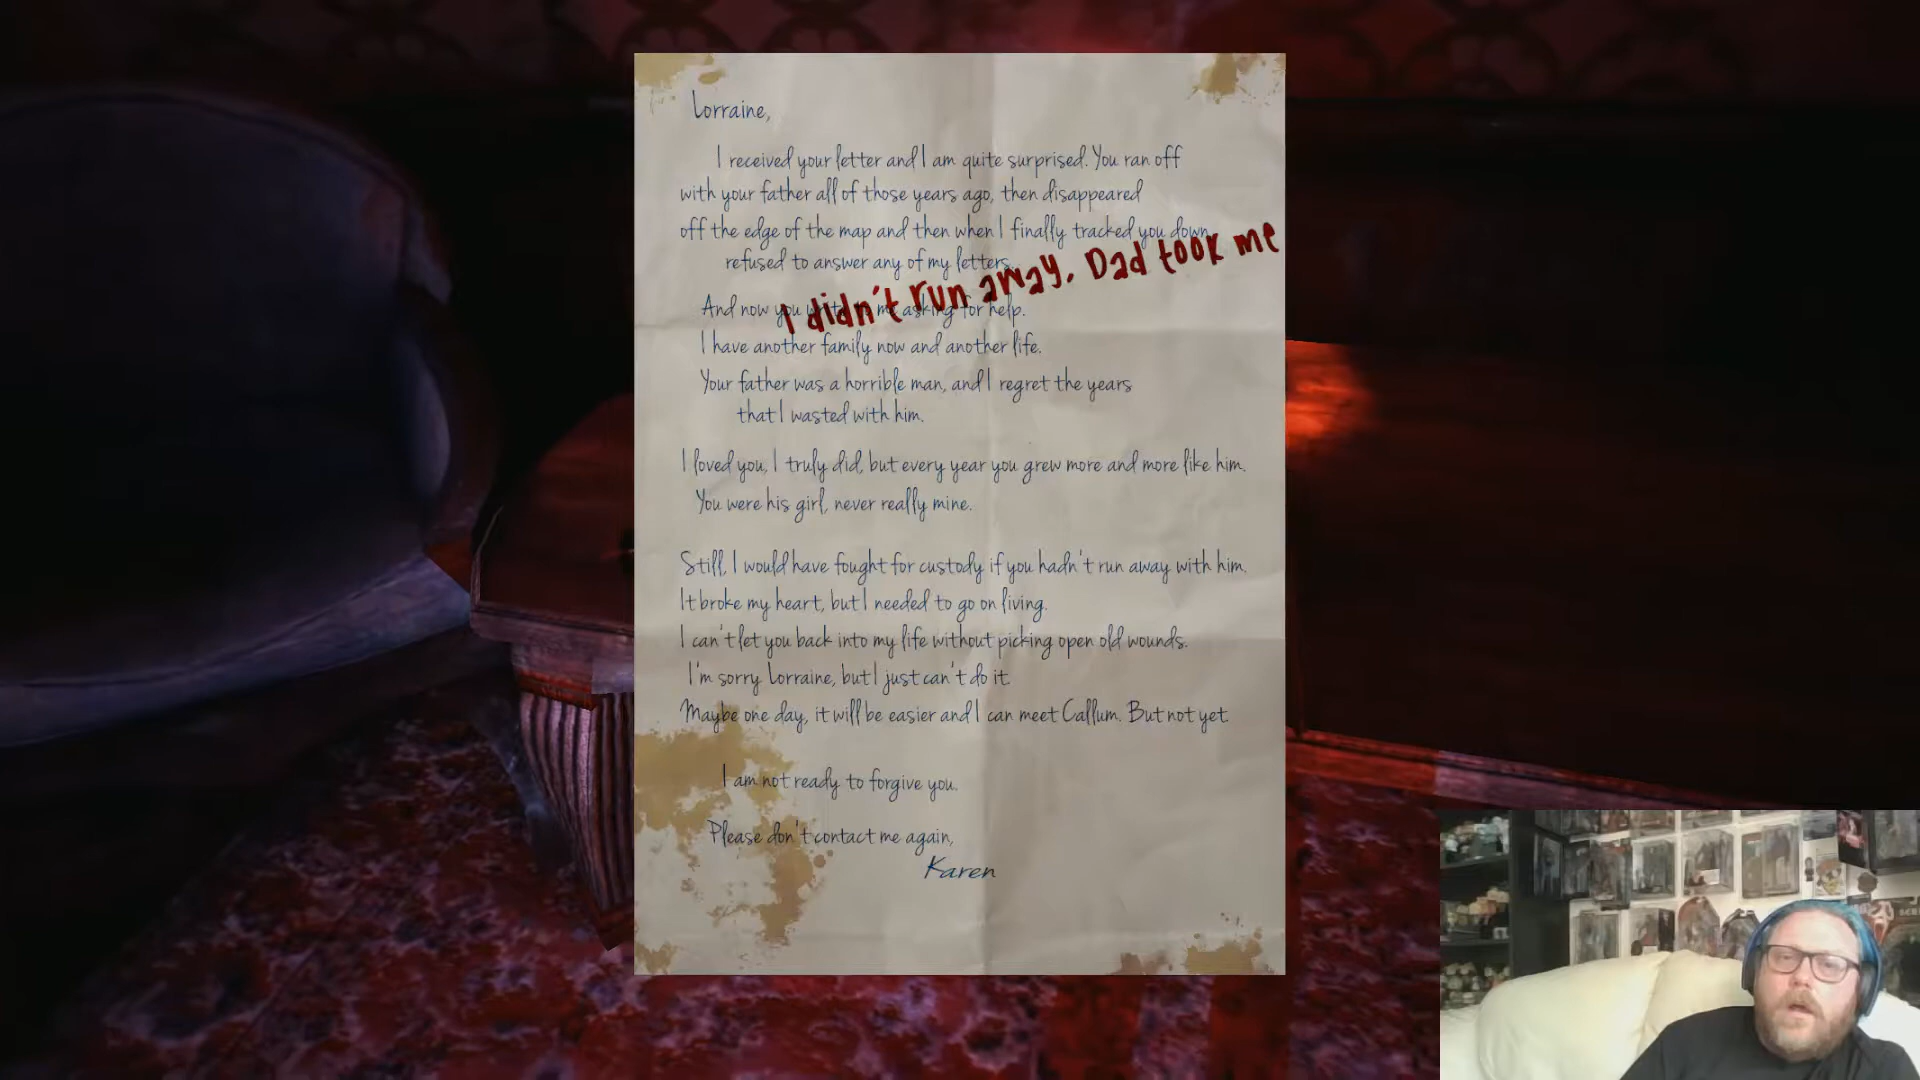 Lorraine,
I received your letter and I am quite surprised. You ran off
with your father all of those years ago, then disappeared
off the edge of the map and then when I finally tracked you down
refused to answer any of my letters.
I didn't run away. Dad took me
And now you write to me asking for help.
I have another family now and another life.
Your father was a horrible man, and I regret the years
that I wasted with him.
I loved you, I truly did, but every year you grew more and more like him.
You were his girl, never really mine.
Still, I would have fought for custody if you hadn't run away with him.
It broke my heart, but I needed to go on living.
I can't let you back into my life without picking open old wounds.
I'm sorry Lorraine, but I just can't do it.
Maybe one day, it will be easier and I can meet Callum. But not yet.
I am not ready to forgive you.
Please don't contact me again,
Karen